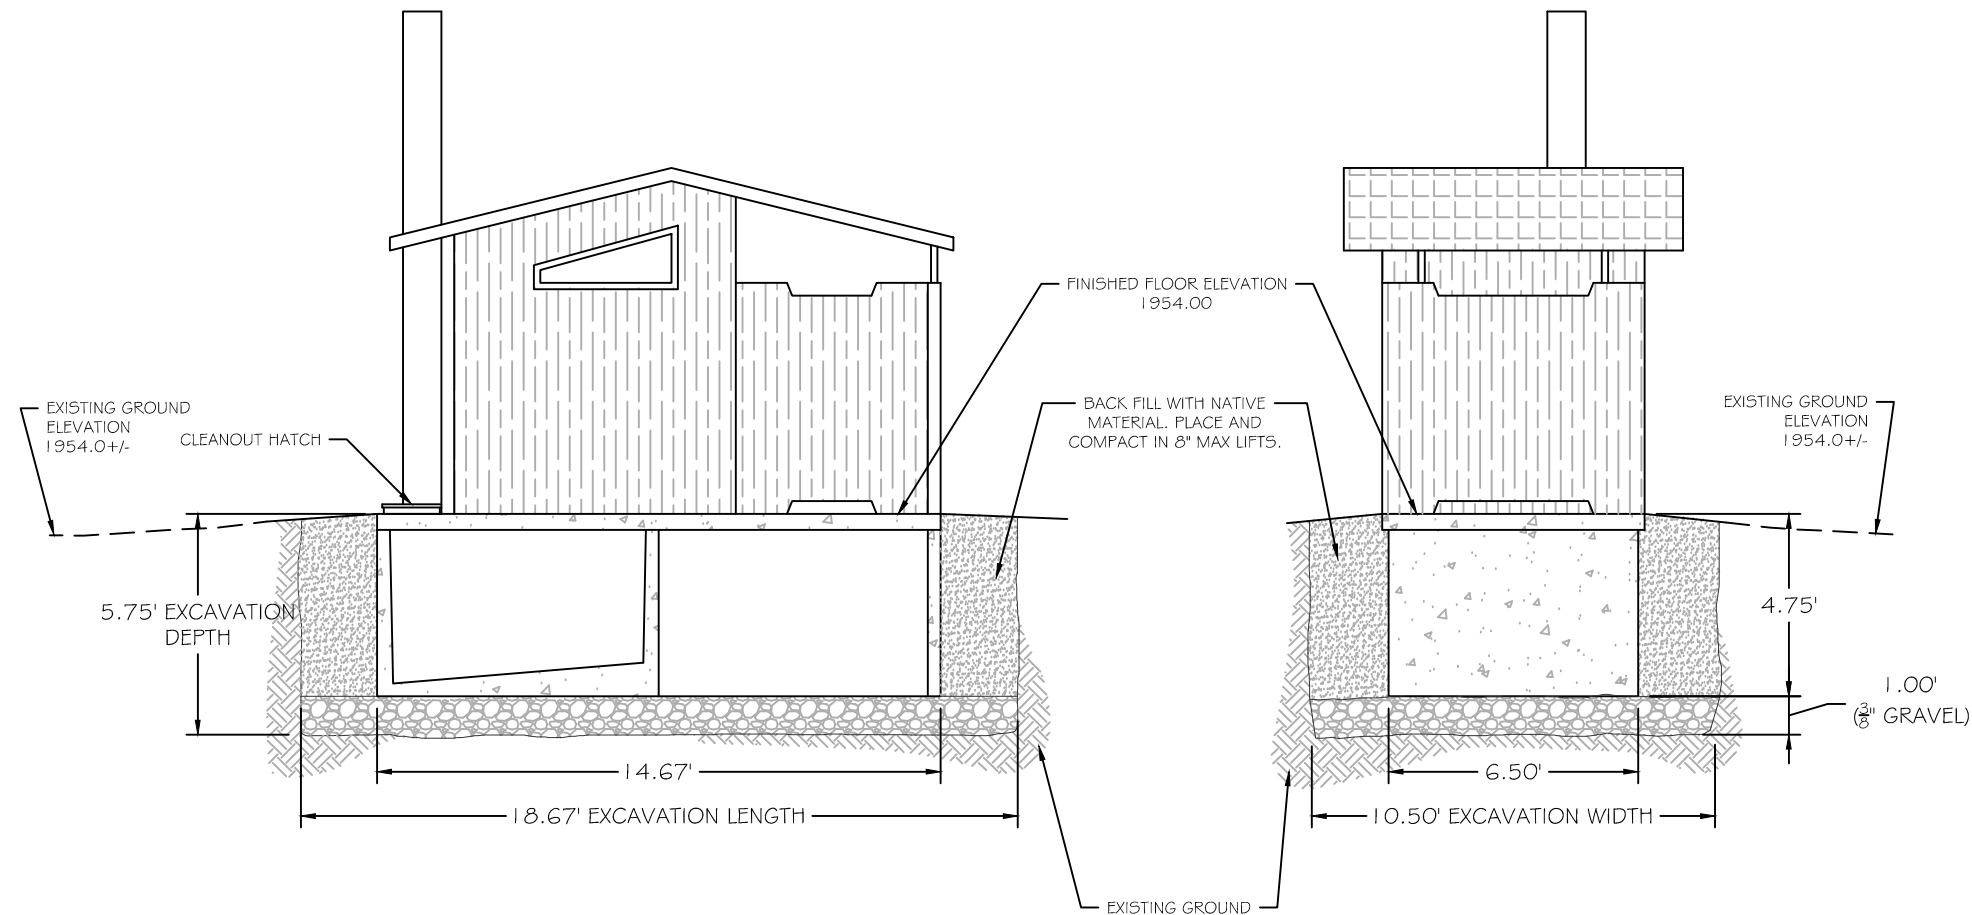 FINISHED FLOOR ELEVATION
1954.00
EXISTING GROUND
ELEVATION
1954.0+/-
CLEANOUT HATCH
BACK FILL WITH NATIVE
MATERIAL. PLACE AND
COMPACT IN 8" MAX LIFTS.
EXISTING GROUND
ELEVATION
1954.0+/-
5.75' EXCAVATION
DEPTH
4.75'
1.00'
(3/8" GRAVEL)
14.67'
6.50'
18.67' EXCAVATION LENGTH
10.50' EXCAVATION WIDTH
EXISTING GROUND